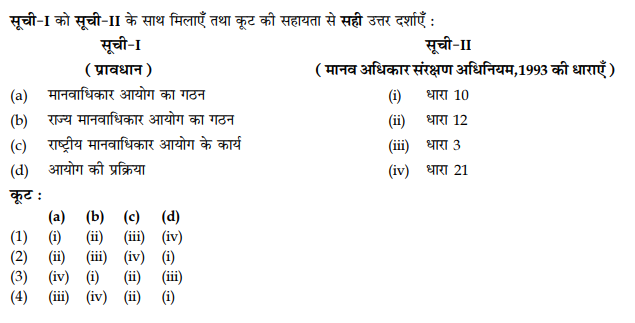 सूची-I को सूची-II के साथ मिलाएँ तथा कूट की सहायता से सही उत्तर दर्शाएँ :
सूची-I सूची-II
( प्रावधान ) ( मानव अधिकार संरक्षण अधिनियम,1993 की धाराएँ )
(a) मानवाधिकार आयोग का गठन (i) धारा 10
(b) राज्य मानवाधिकार आयोग का गठन (ii) धारा 12
(c) राष्ट्रीय मानवाधिकार आयोग के कार्य (iii) धारा 3
(d) आयोग की प्रक्रिया (iv) धारा 21
कूट :
(a) (b) (c) (d)
(1) (i) (ii) (iii) (iv)
(2) (ii) (iii) (iv) (i)
(3) (iv) (i) (ii) (iii)
(4) (iii) (iv) (ii) (i)